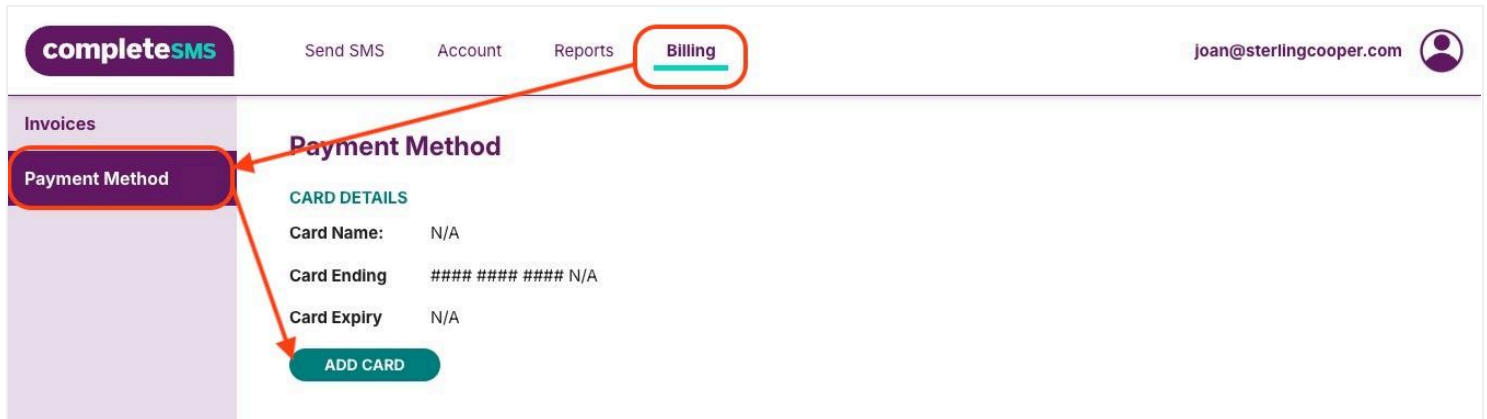 completesms Send SMS Account Reports Billing joan@sterlingcooper.com
Invoices
Payment Method
Payment Method
CARD DETAILS
Card Name: N/A
Card Ending #### #### #### N/A
Card Expiry N/A
ADD CARD